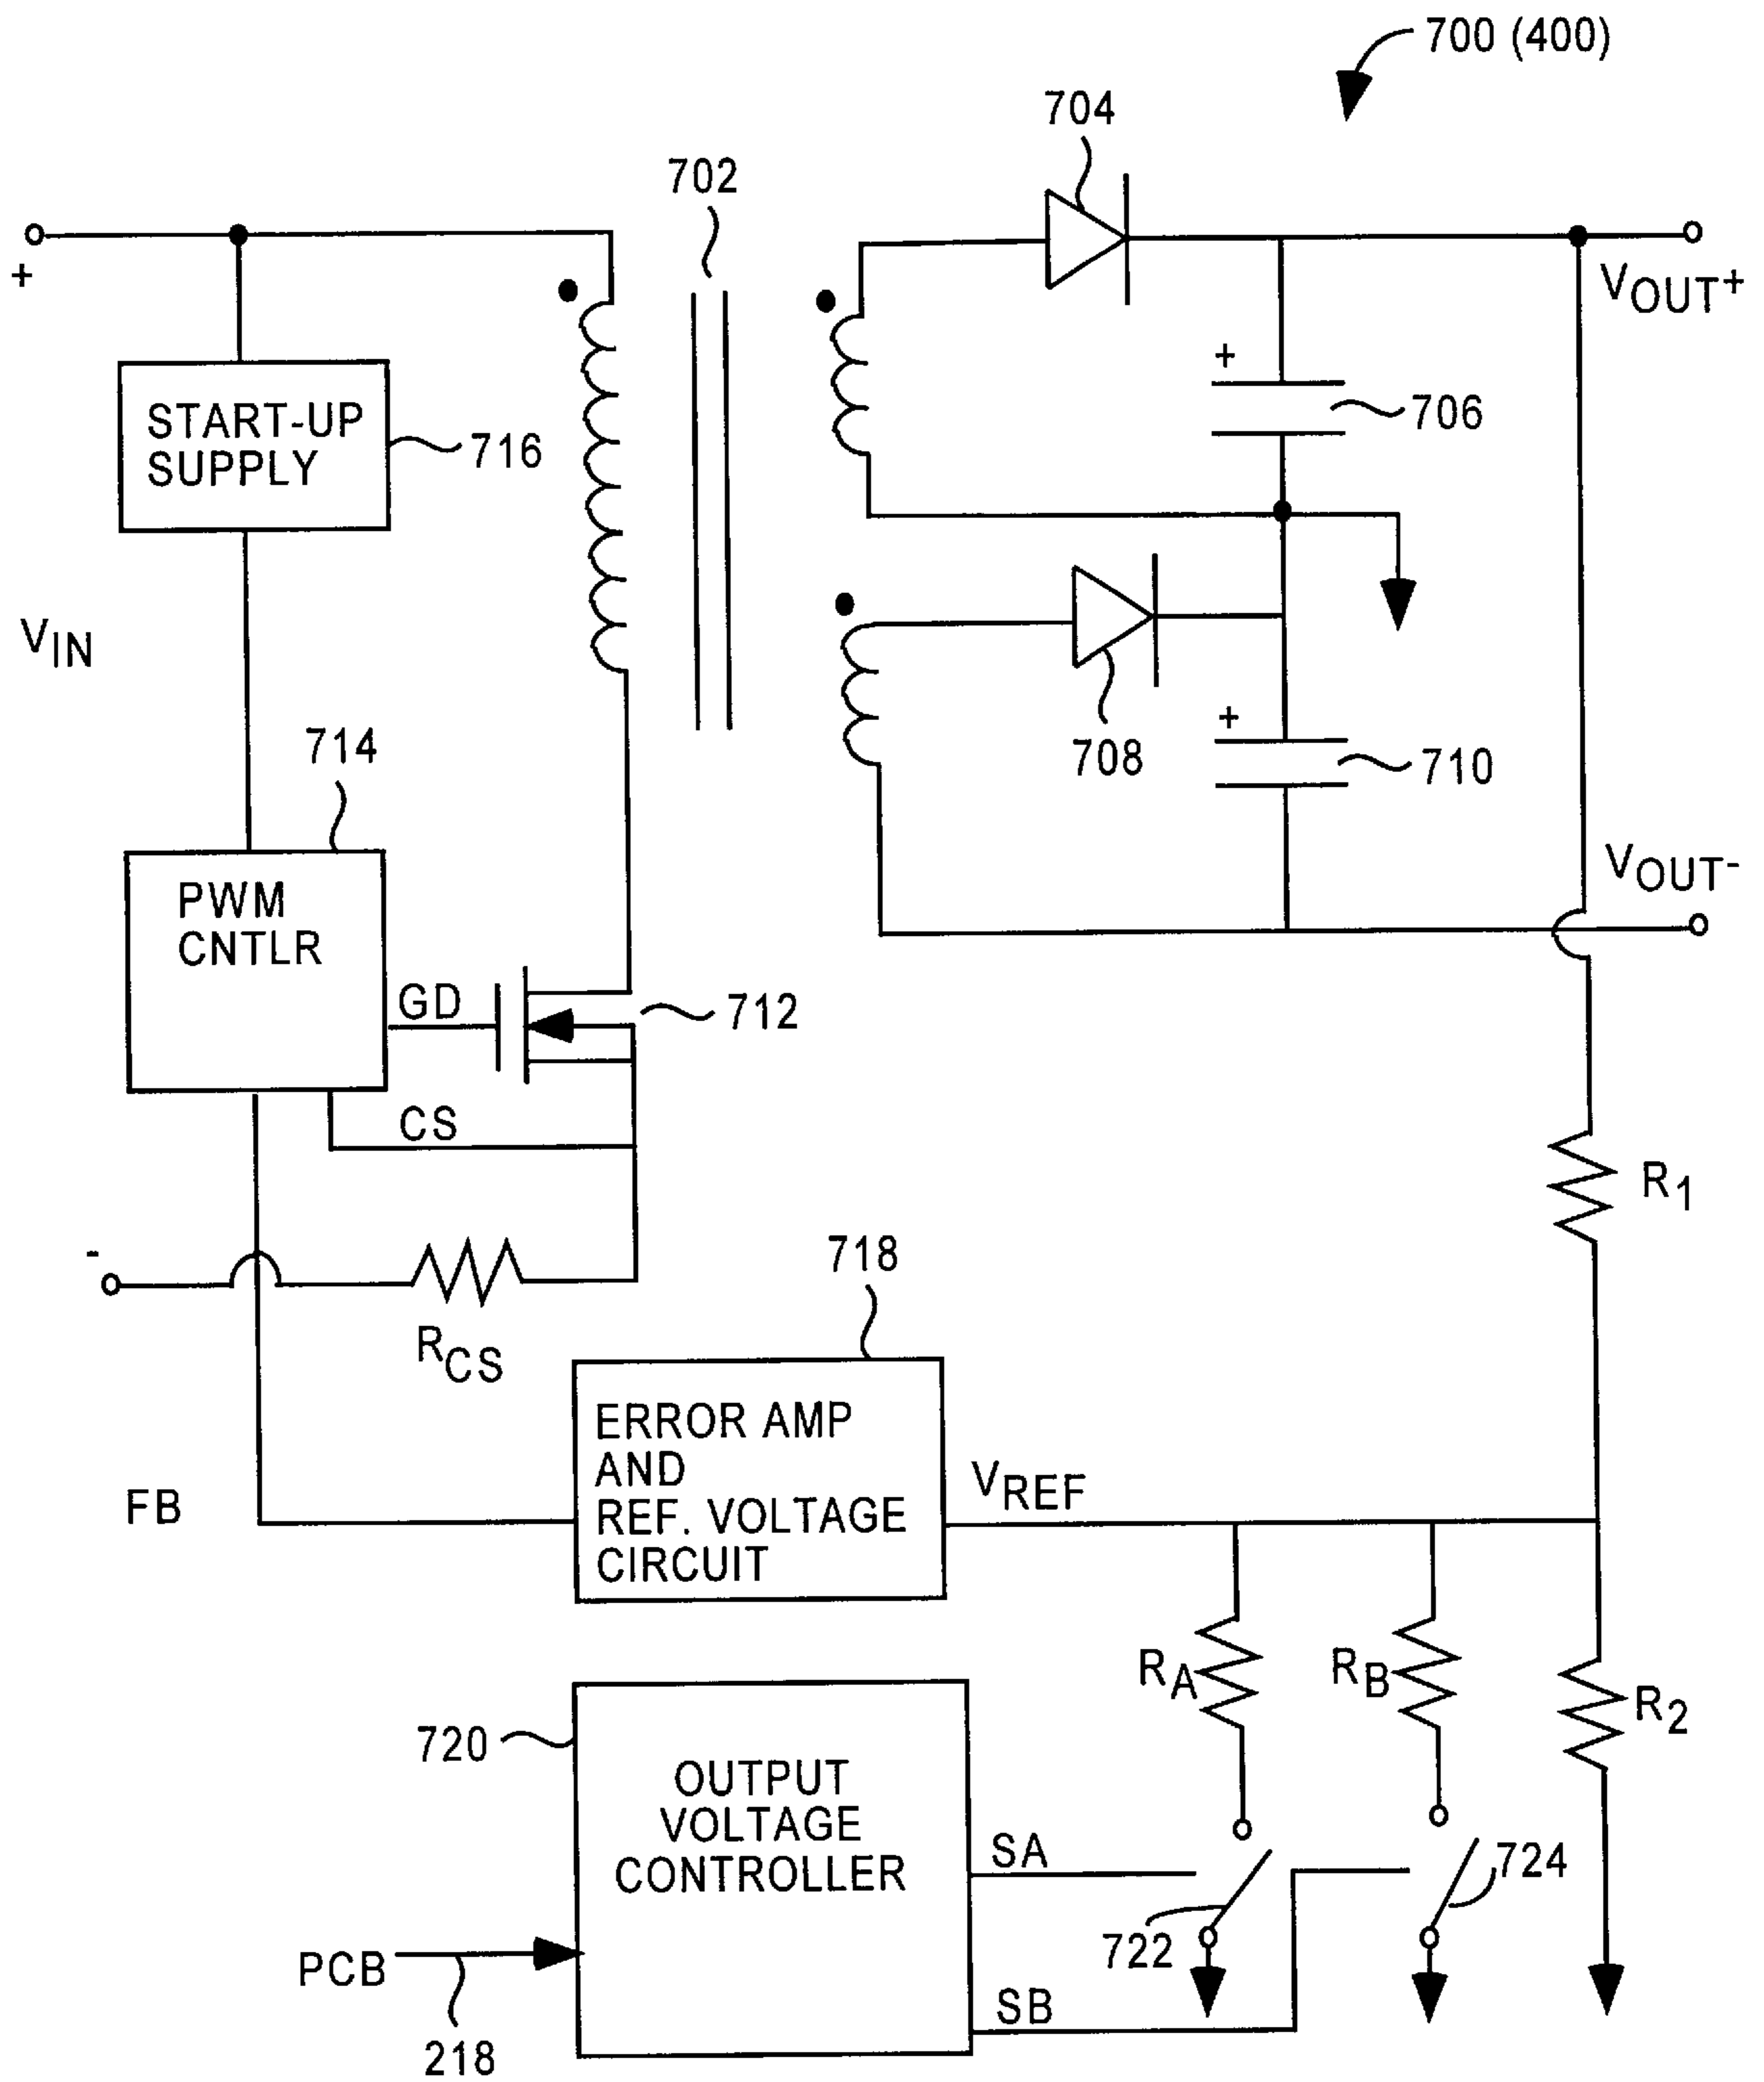 700 (400)
704
702
+
VOUT+
+
706
START-UP
SUPPLY
716
VIN
708
+
710
714
VOUT-
PWM
CNTLR
GD
712
CS
R1
-
RCS
718
ERROR AMP
AND
REF. VOLTAGE
CIRCUIT
VREF
FB
RA
RB
R2
720
OUTPUT
VOLTAGE
CONTROLLER
SA
724
722
PCB
SB
218